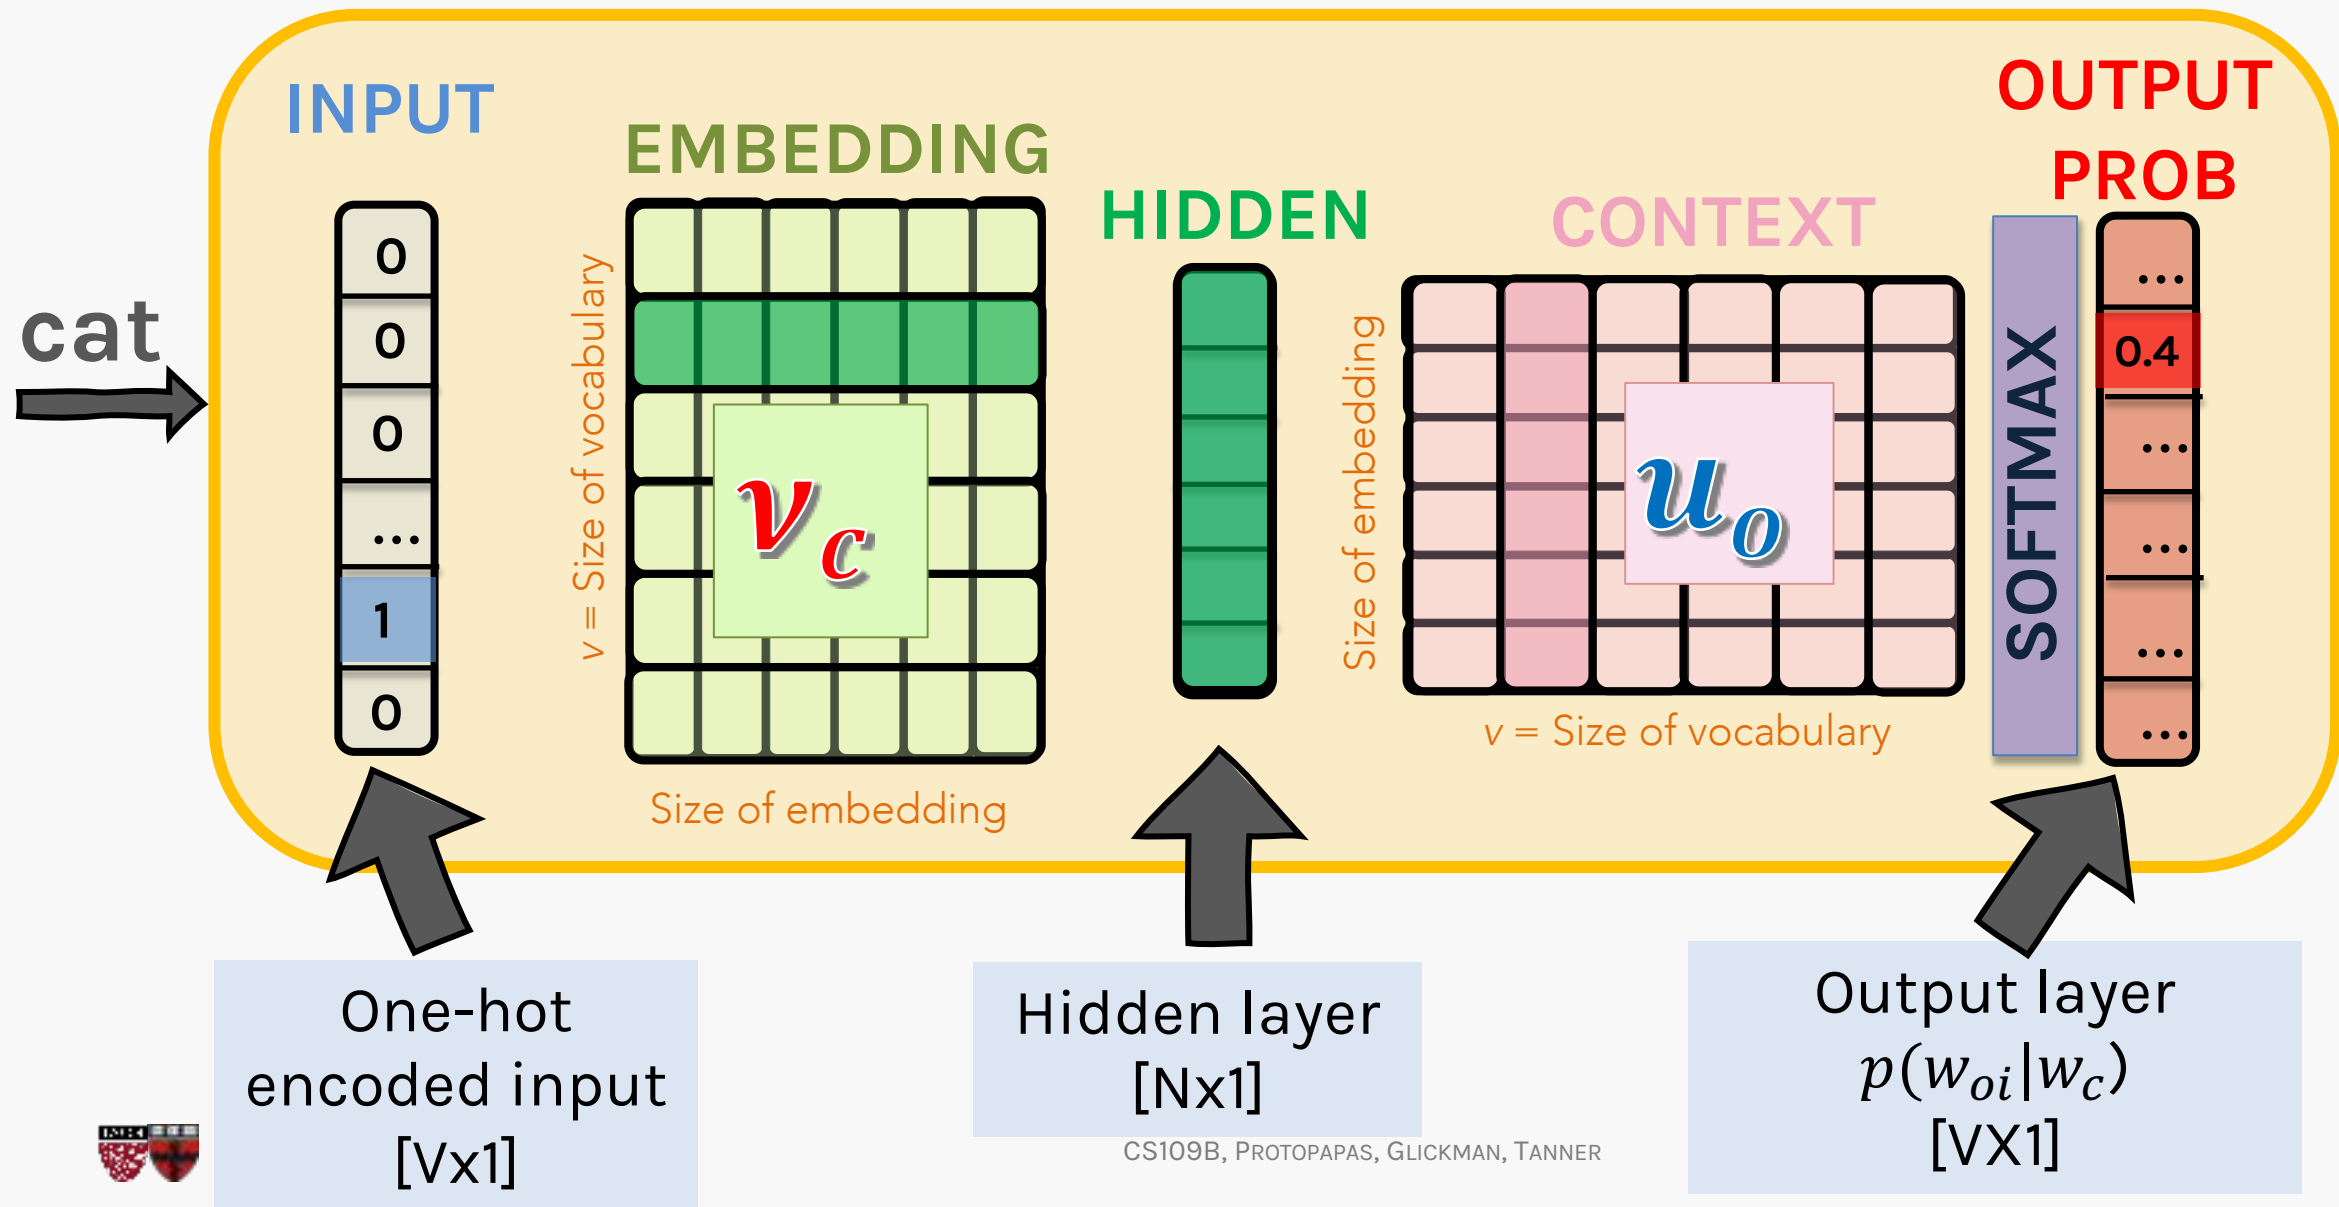 INPUT
EMBEDDING
HIDDEN
CONTEXT
OUTPUT
PROB
cat
0
0
0
...
1
0
v = Size of vocabulary
v_c
Size of embedding
Size of embedding
u_o
v = Size of vocabulary
SOFTMAX
...
0.4
...
...
...
...
One-hot
encoded input
[Vx1]
Hidden layer
[Nx1]
Output layer
p(w_{oi}|w_c)
[VX1]
CS109B, PROTOPAPAS, GLICKMAN, TANNER